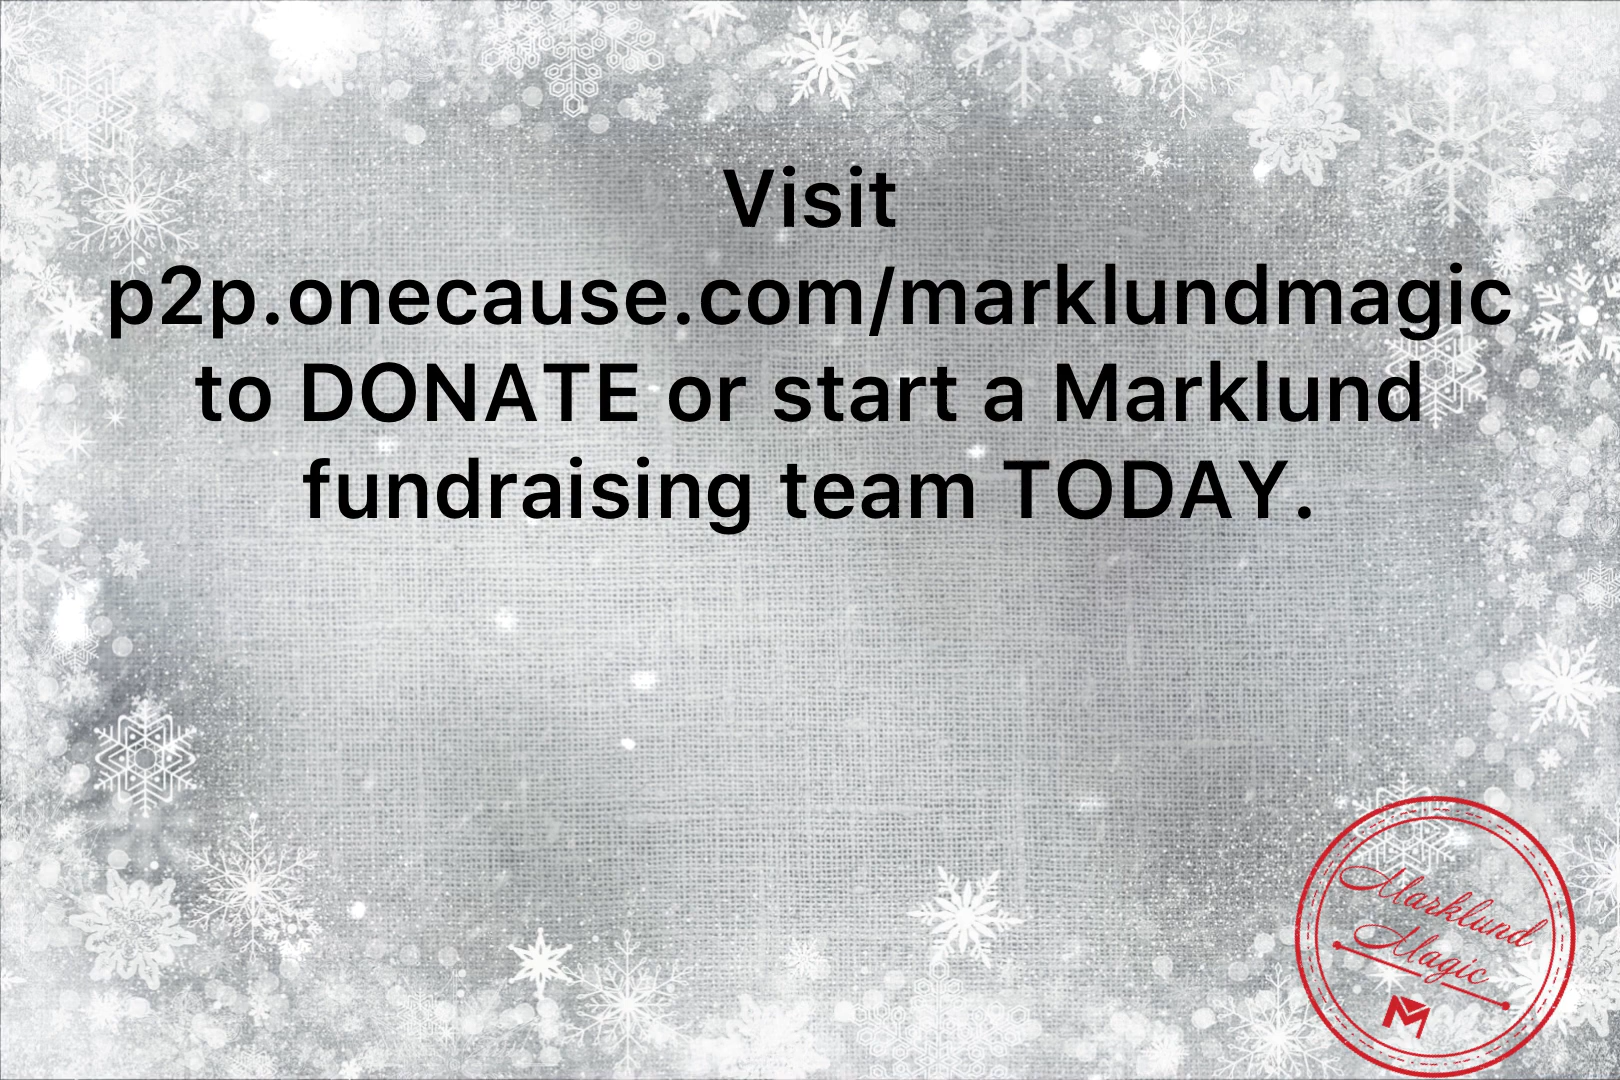 Visit
p2p.onecause.com/marklundmagic
to DONATE or start a Marklund
fundraising team TODAY.
Marklund
Magic